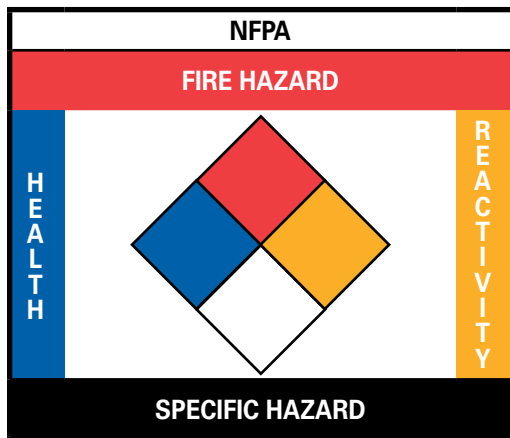 NFPA
FIRE HAZARD
HEALTH
REACTIVITY
SPECIFIC HAZARD